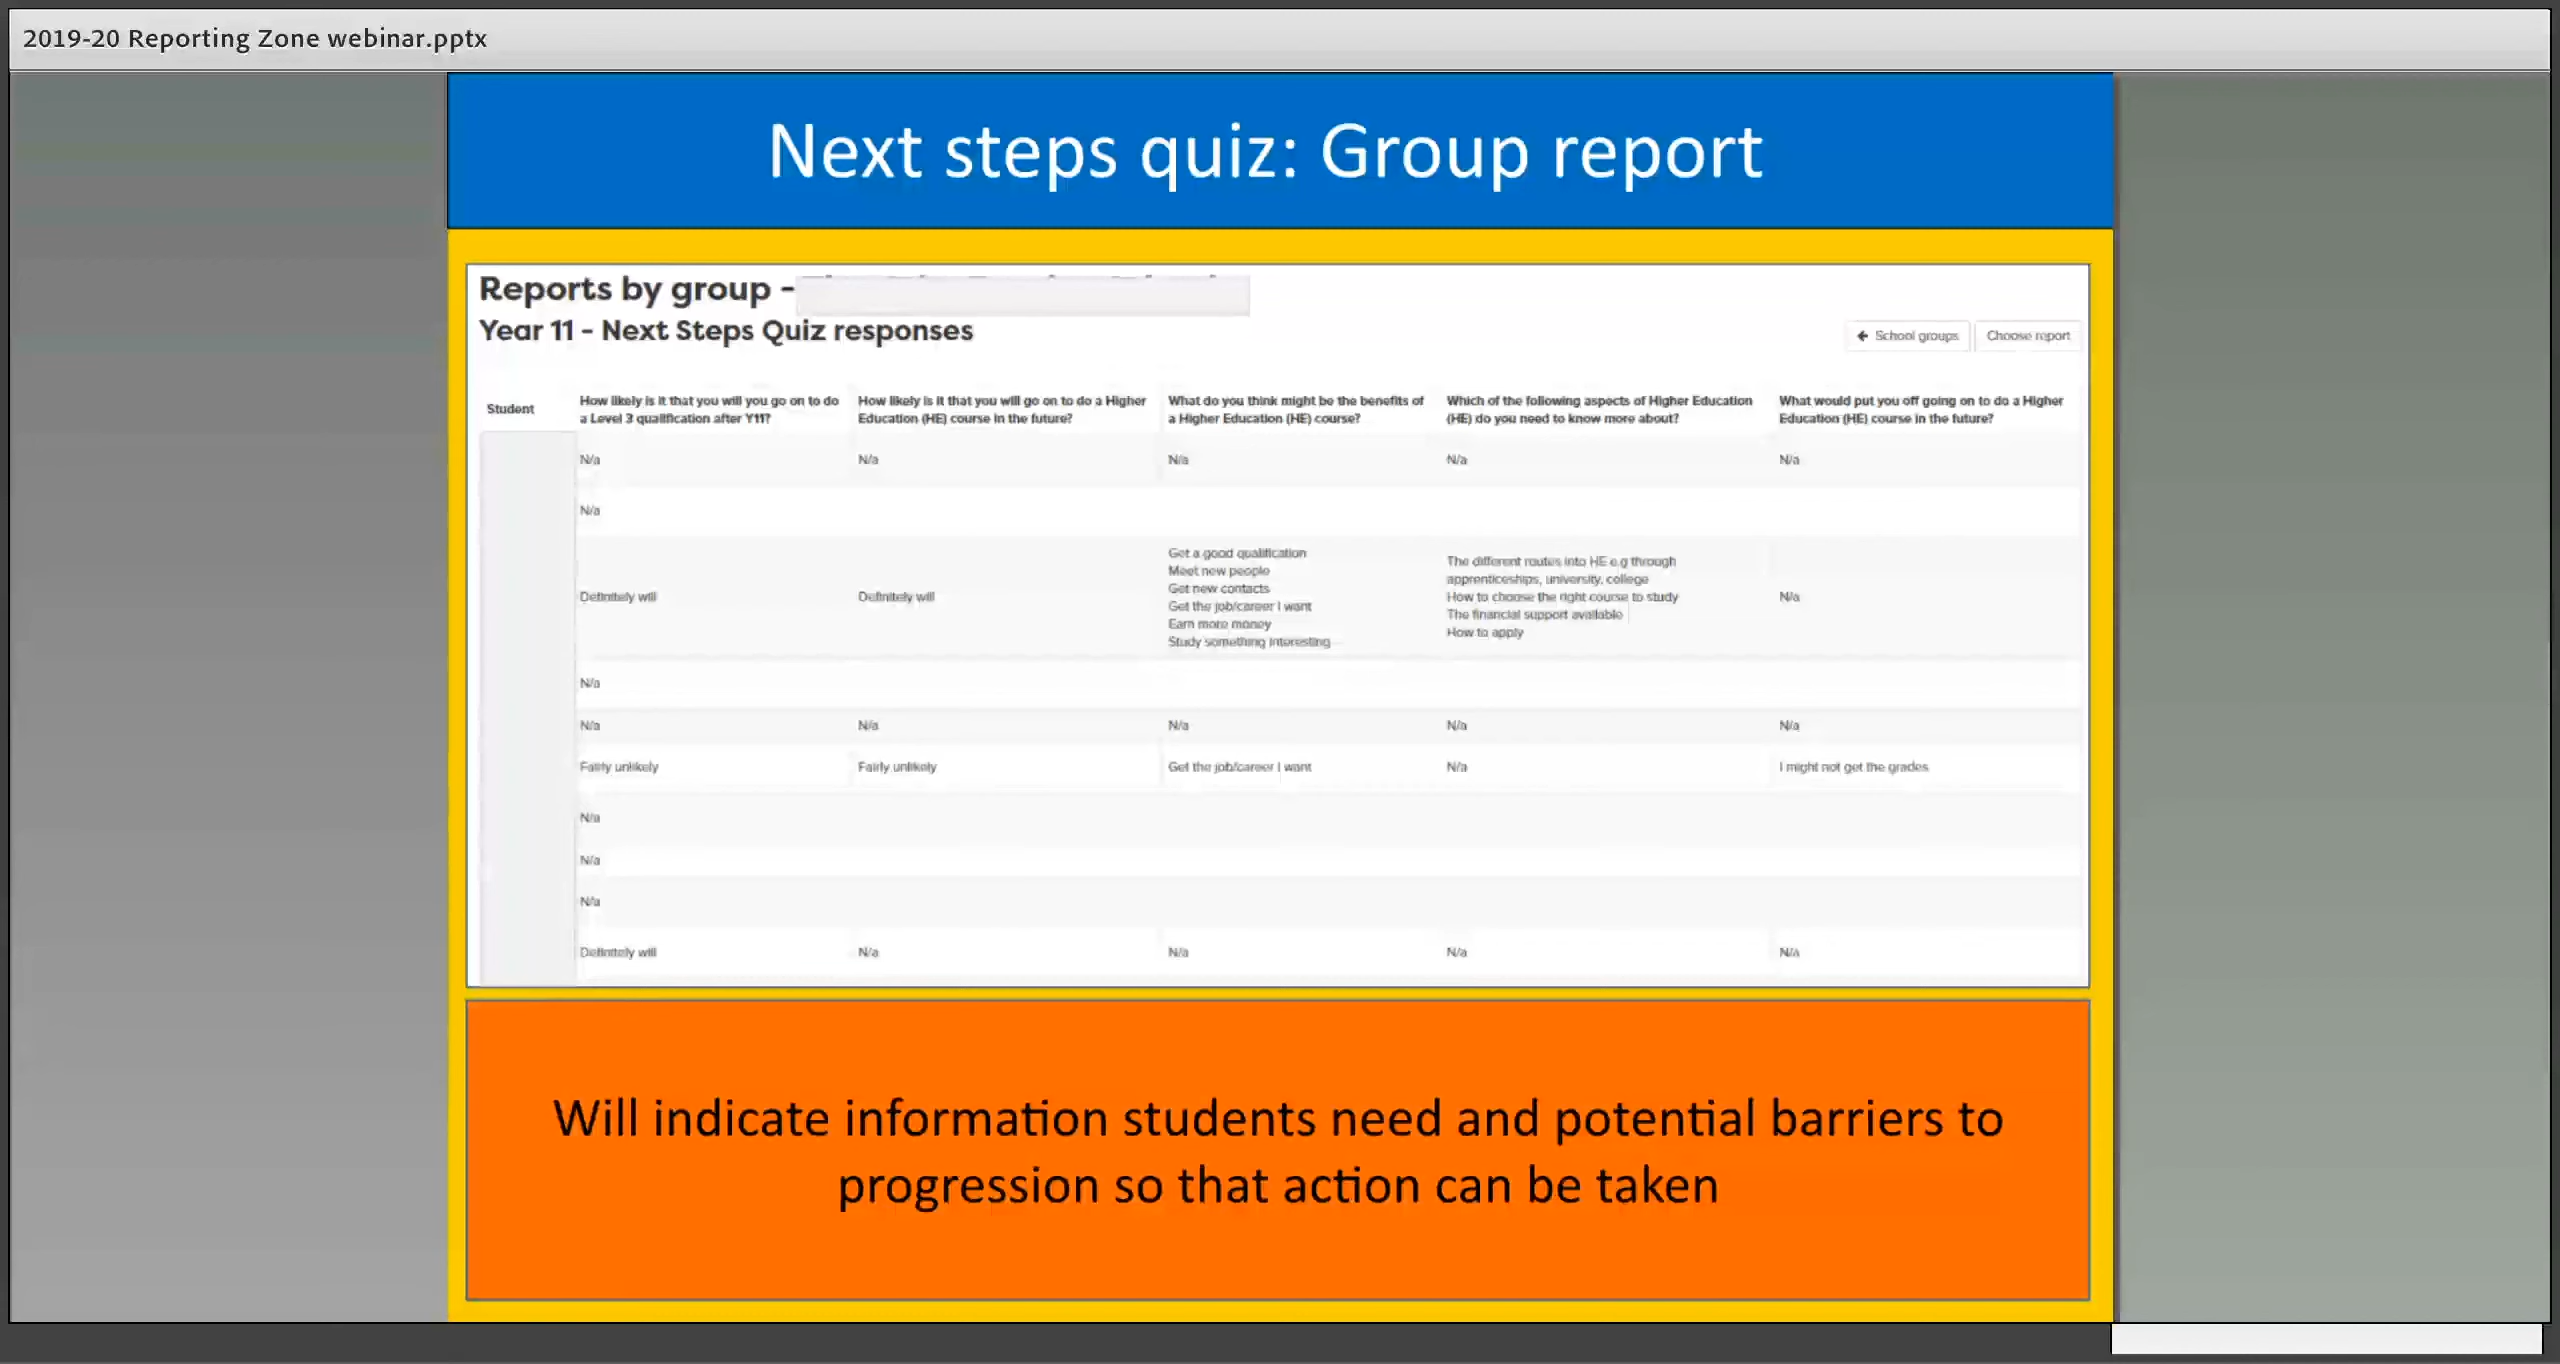 2019-20 Reporting Zone webinar.pptx
Next steps quiz: Group report
Reports by group -
Year 11 - Next Steps Quiz responses
← School groups
Choose report
Student
How likely is it that you will you go on to do
a Level 3 qualification after Y11?
How likely is it that you will go on to do a Higher
Education (HE) course in the future?
What do you think might be the benefits of
a Higher Education (HE) course?
Which of the following aspects of Higher Education
(HE) do you need to know more about?
What would put you off going on to do a Higher
Education (HE) course in the future?
N/a N/a N/a N/a N/a
N/a
Definitely will
Definitely will
Get a good qualification
Meet new people
Get new contacts
Get the job/career I want
Earn more money
Study something interesting
The different routes into HE e.g through
apprenticeships, university, college
How to choose the right course to study
The financial support available
How to apply
N/a
N/a
N/a N/a N/a N/a N/a
Fairly unlikely Fairly unlikely Get the job/career I want N/a I might not get the grades
N/a
N/a
N/a
Definitely will N/a N/a N/a N/a
Will indicate information students need and potential barriers to
progression so that action can be taken